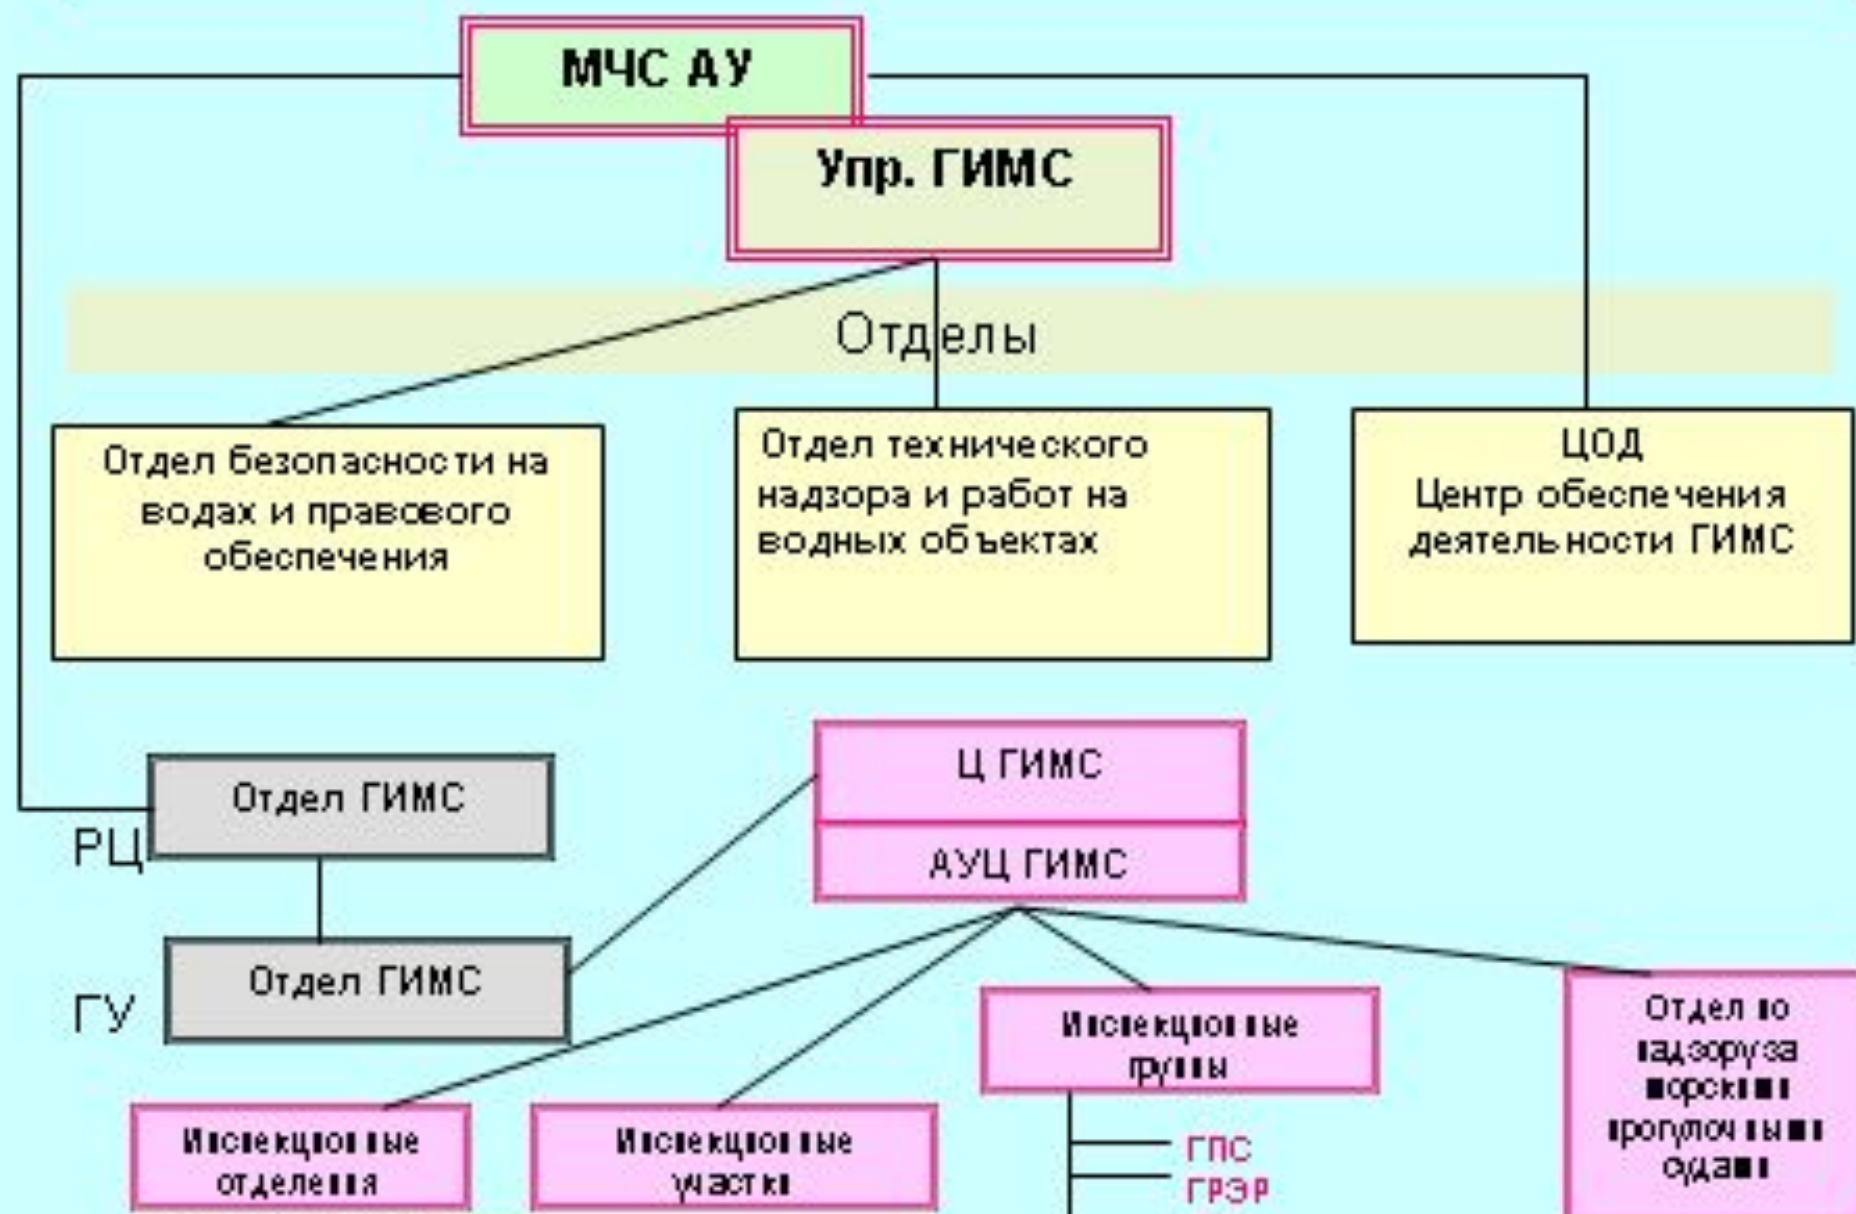 МЧС АУ
Упр. ГИМС
Отделы
Отдел безопасности на
водах и правового
обеспечения
Отдел технического
надзора и работ на
водных объектах
ЦОД
Центр обеспечения
деятельности ГИМС
Ц ГИМС
АУЦ ГИМС
Отдел ГИМС
РЦ
Отдел ГИМС
ГУ
Инспекционные
группы
ГПС
ГРЭР
Отдел по
надзору за
морскими
прогулочными
судами
Инспекционные
отделения
Инспекционные
участки